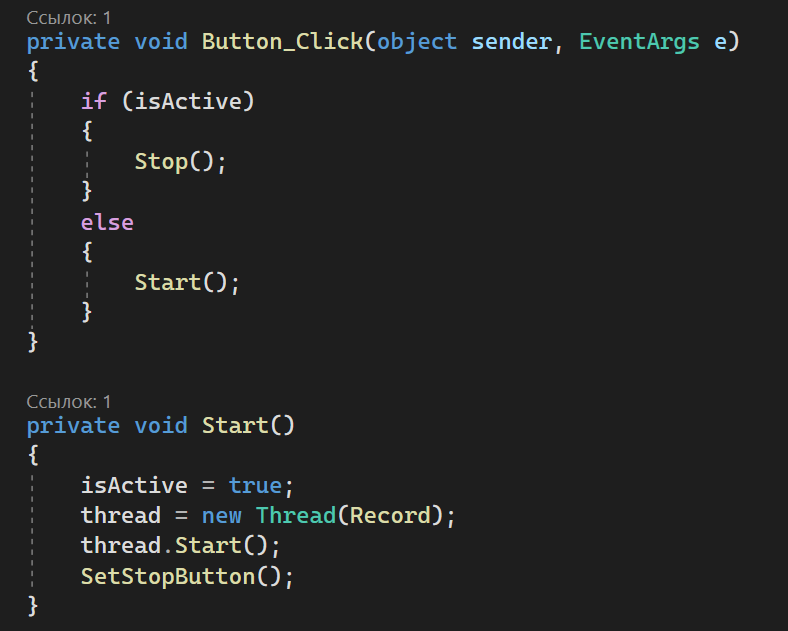 Ссылок: 1
private void Button_Click(object sender, EventArgs e)
{
    if (isActive)
    {
        Stop();
    }
    else
    {
        Start();
    }
}

Ссылок: 1
private void Start()
{
    isActive = true;
    thread = new Thread(Record);
    thread.Start();
    SetStopButton();
}